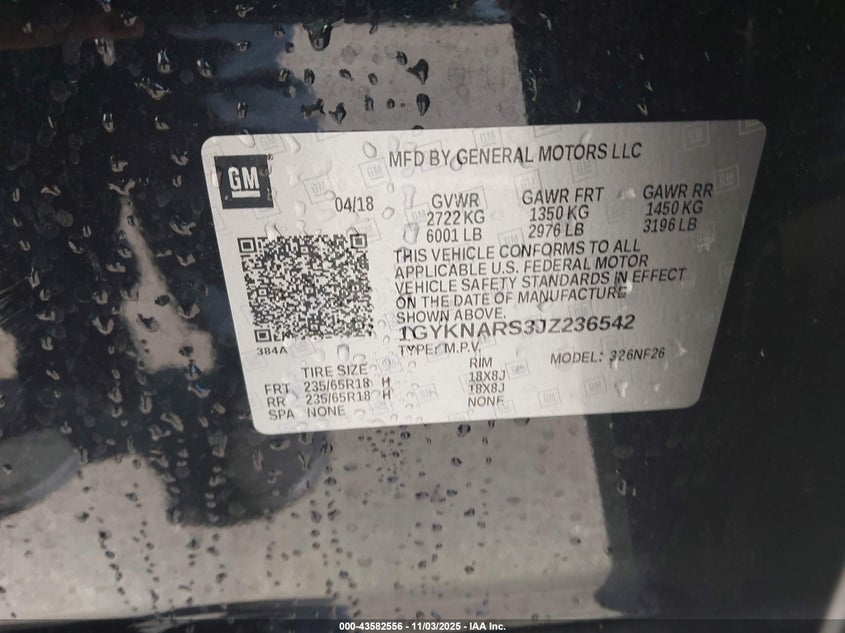 GM
MFD BY GENERAL MOTORS LLC
04/18
GVWR
2722 KG
6001 LB
GAWR FRT
1350 KG
2976 LB
GAWR RR
1450 KG
3196 LB
THIS VEHICLE CONFORMS TO ALL
APPLICABLE U.S. FEDERAL MOTOR
VEHICLE SAFETY STANDARDS IN EFFECT
ON THE DATE OF MANUFACTURE
SHOWN ABOVE.
1GYKNARS3JZ236542
TYPE: M.P.V.
MODEL: 326NF26
384A
TIRE SIZE RIM
FRT 235/65R18 H 18X8J
RR 235/65R18 H 18X8J
SPA NONE NONE
000-43582556 - 11/03/2025 - IAA Inc.